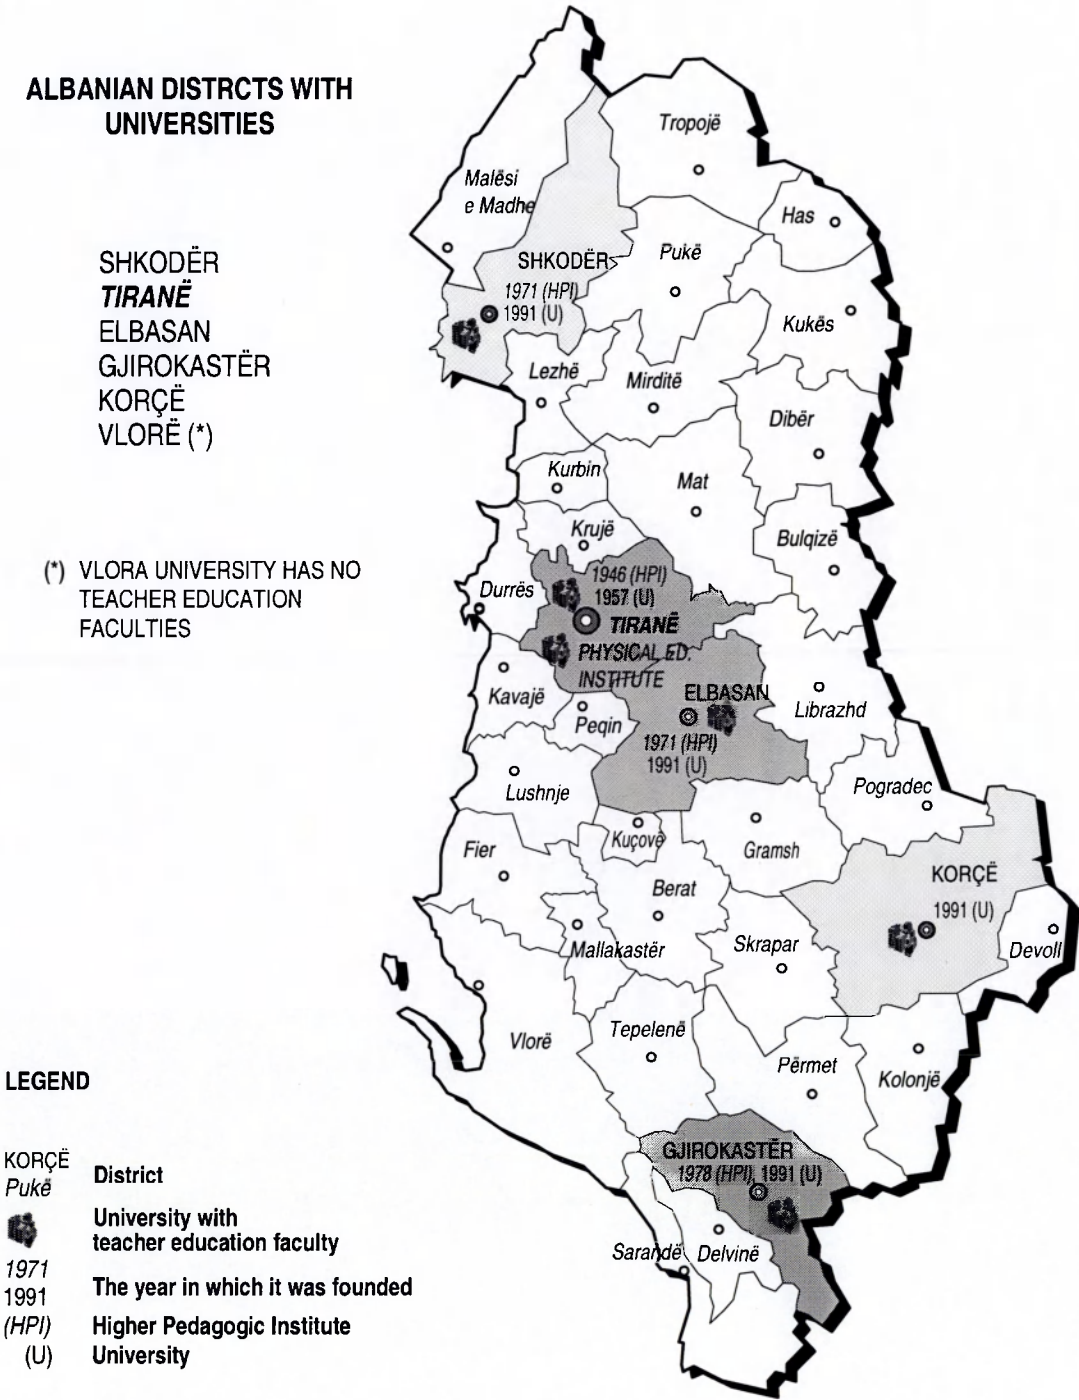 ALBANIAN DISTRCTS WITH
UNIVERSITIES
SHKODËR
TIRANË
ELBASAN
GJIROKASTËR
KORÇË
VLORË (*)
(*) VLORA UNIVERSITY HAS NO
TEACHER EDUCATION
FACULTIES
Tropojë
Malësi
e Madhe
Has
SHKODËR
1971 (HPI)
1991 (U)
Pukë
Kukës
Lezhë
Mirditë
Dibër
Kurbin
Mat
Krujë
Bulqizë
Durrës
1946 (HPI)
1957 (U)
TIRANË
PHYSICAL ED.
INSTITUTE
Kavajë
Peqin
ELBASAN
1971 (HPI)
1991 (U)
Librazhd
Lushnje
Pogradec
Fier
Kuçovë
Gramsh
Berat
KORÇË
1991 (U)
Mallakastër
Skrapar
Devoll
Vlorë
Tepelenë
Përmet
Kolonjë
GJIROKASTËR
1978 (HPI), 1991 (U)
Sarandë
Delvinë
LEGEND
KORÇË
Pukë
District
University with
teacher education faculty
1971
1991
The year in which it was founded
(HPI) Higher Pedagogic Institute
(U) University